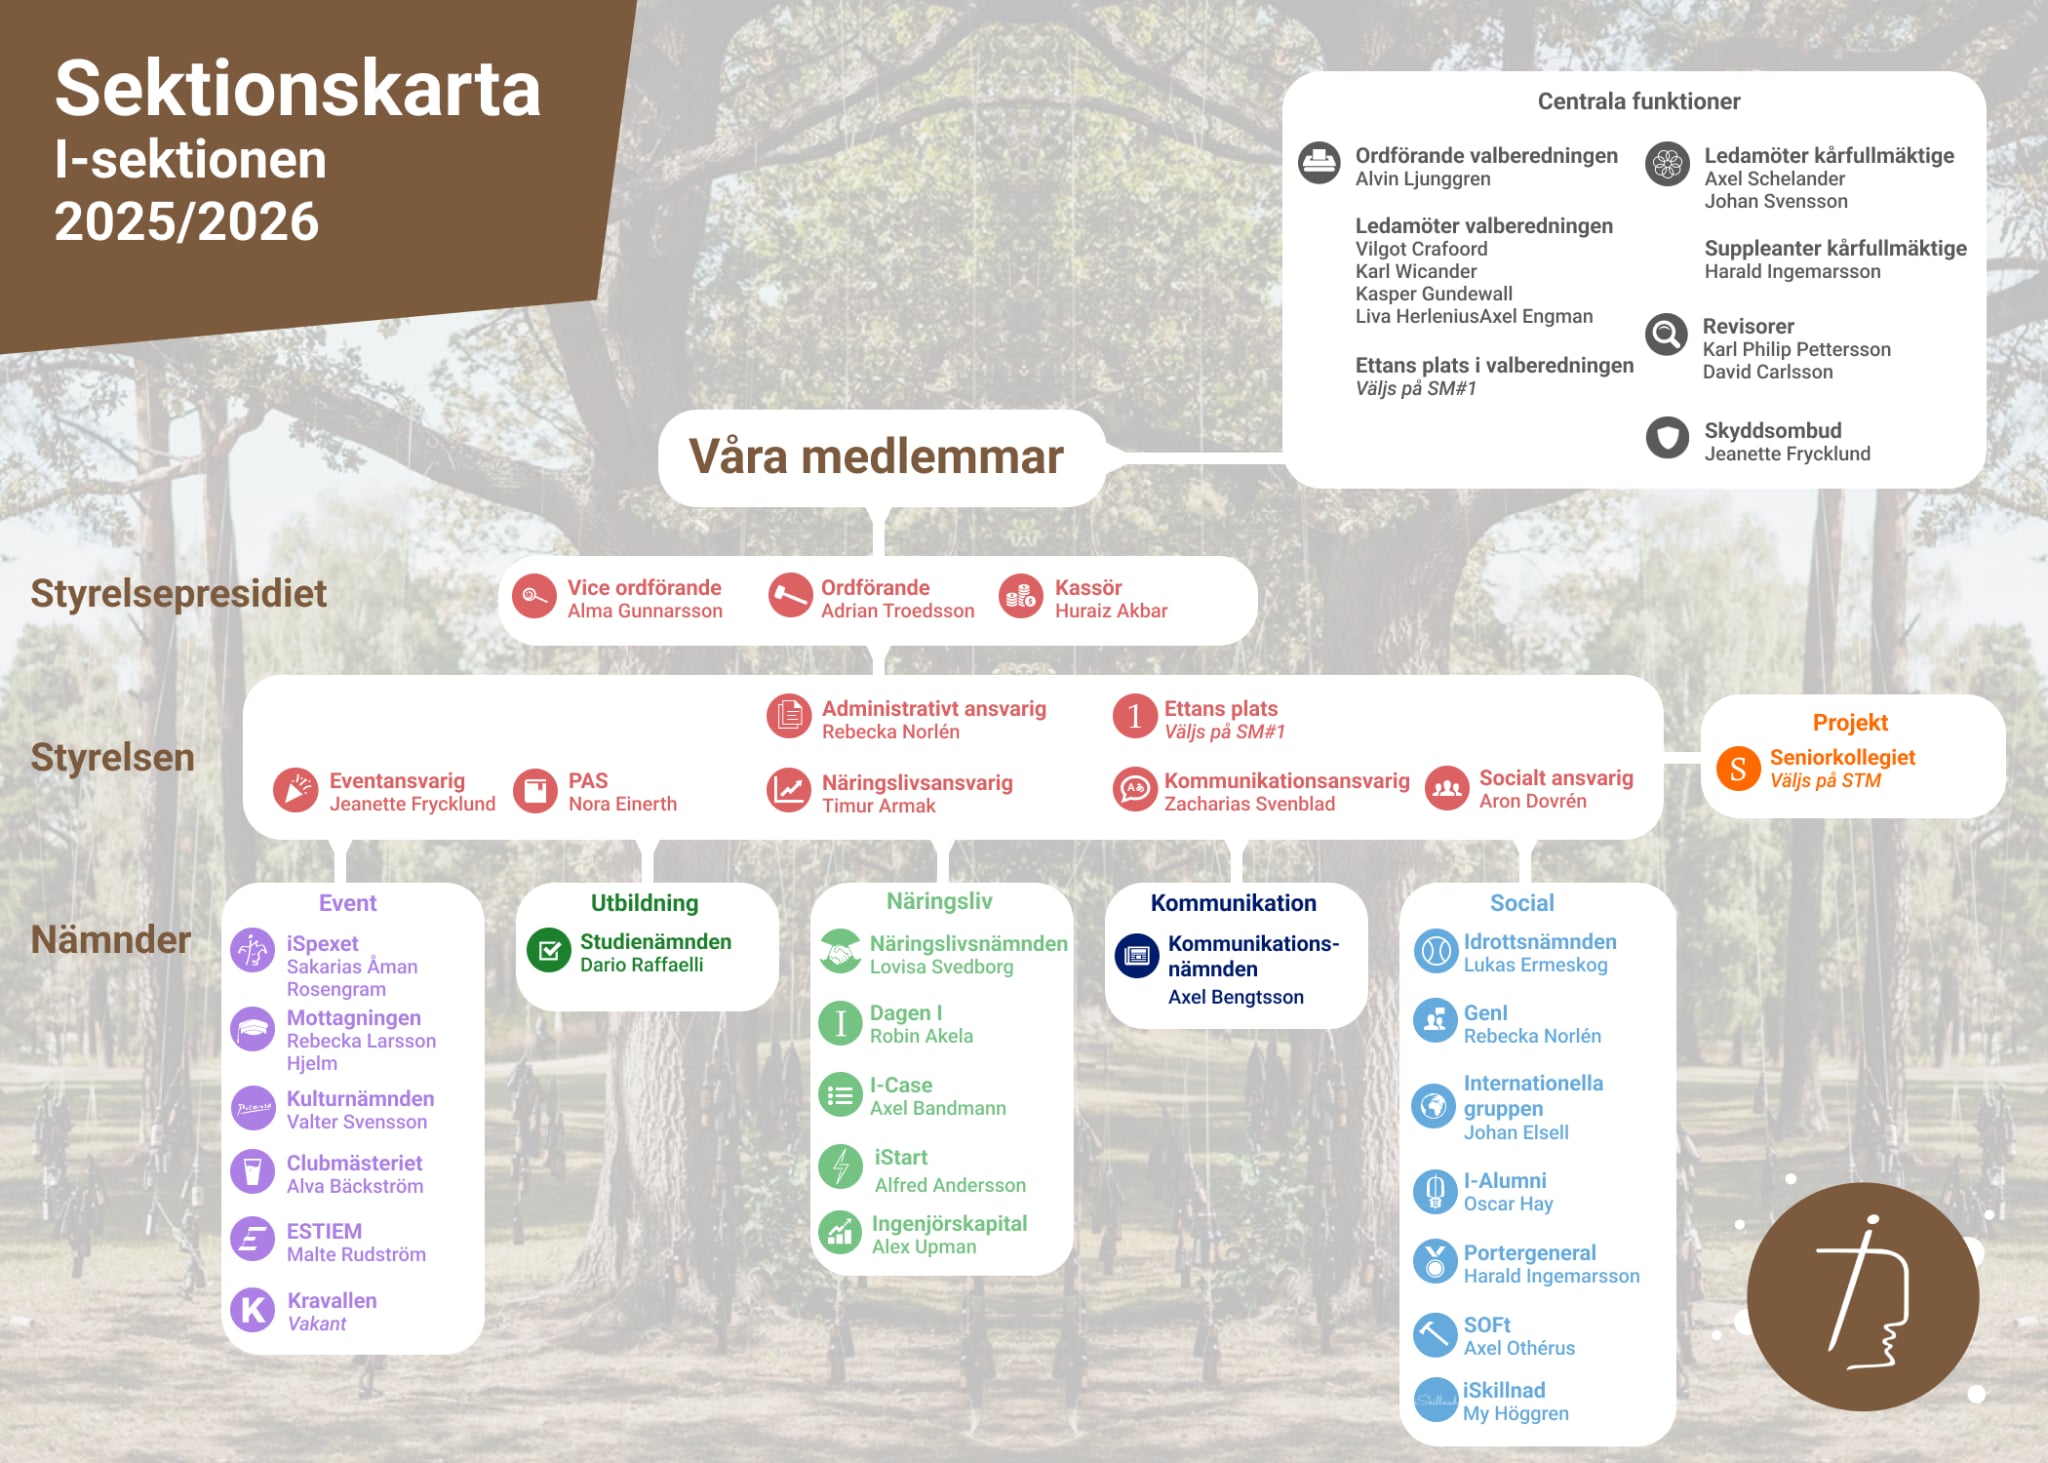 Sektionskarta
I-sektionen
2025/2026
Centrala funktioner
Ordförande valberedningen
Alvin Ljunggren
Ledamöter valberedningen
Vilgot Crafoord
Karl Wicander
Kasper Gundewall
Liva HerleniusAxel Engman
Ettans plats i valberedningen
Väljs på SM#1
Ledamöter kårfullmäktige
Axel Schelander
Johan Svensson
Suppleanter kårfullmäktige
Harald Ingemarsson
Revisorer
Karl Philip Pettersson
David Carlsson
Skyddsombud
Jeanette Frycklund
Våra medlemmar
Styrelsepresidiet
Vice ordförande
Alma Gunnarsson
Ordförande
Adrian Troedsson
Kassör
Huraiz Akbar
Styrelsen
Administrativt ansvarig
Rebecka Norlén
1
Ettans plats
Väljs på SM#1
Eventansvarig
Jeanette Frycklund
PAS
Nora Einerth
Näringslivsansvarig
Timur Armak
Kommunikationsansvarig
Zacharias Svenblad
Socialt ansvarig
Aron Dovrén
Projekt
S
Seniorkollegiet
Väljs på STM
Nämnder
Event
iSpexet
Sakarias Åman
Rosengram
Mottagningen
Rebecka Larsson
Hjelm
Picasso
Kulturnämnden
Valter Svensson
Clubmästeriet
Alva Bäckström
ESTIEM
Malte Rudström
K
Kravallen
Vakant
Utbildning
Studienämnden
Dario Raffaelli
Näringsliv
Näringslivsnämnden
Lovisa Svedborg
I
Dagen I
Robin Akela
I-Case
Axel Bandmann
iStart
Alfred Andersson
Ingenjörskapital
Alex Upman
Kommunikation
Kommunikations-
nämnden
Axel Bengtsson
Social
Idrottsnämnden
Lukas Ermeskog
GenI
Rebecka Norlén
Internationella
gruppen
Johan Elsell
I-Alumni
Oscar Hay
Portergeneral
Harald Ingemarsson
SOFt
Axel Othérus
iSkillnad
iSkillnad
My Höggren